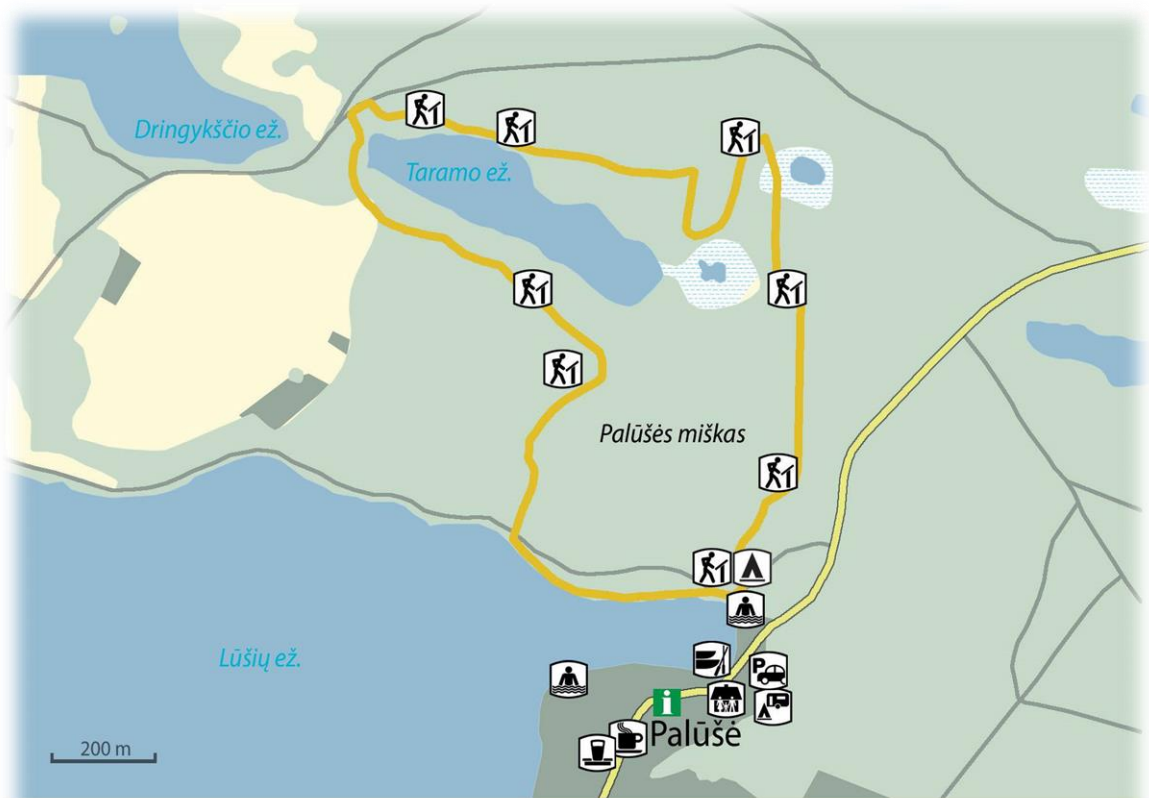 Dringykščio ež.
Taramo ež.
Palūšės miškas
Lūšių ež.
P
i
Palūšė
200 m